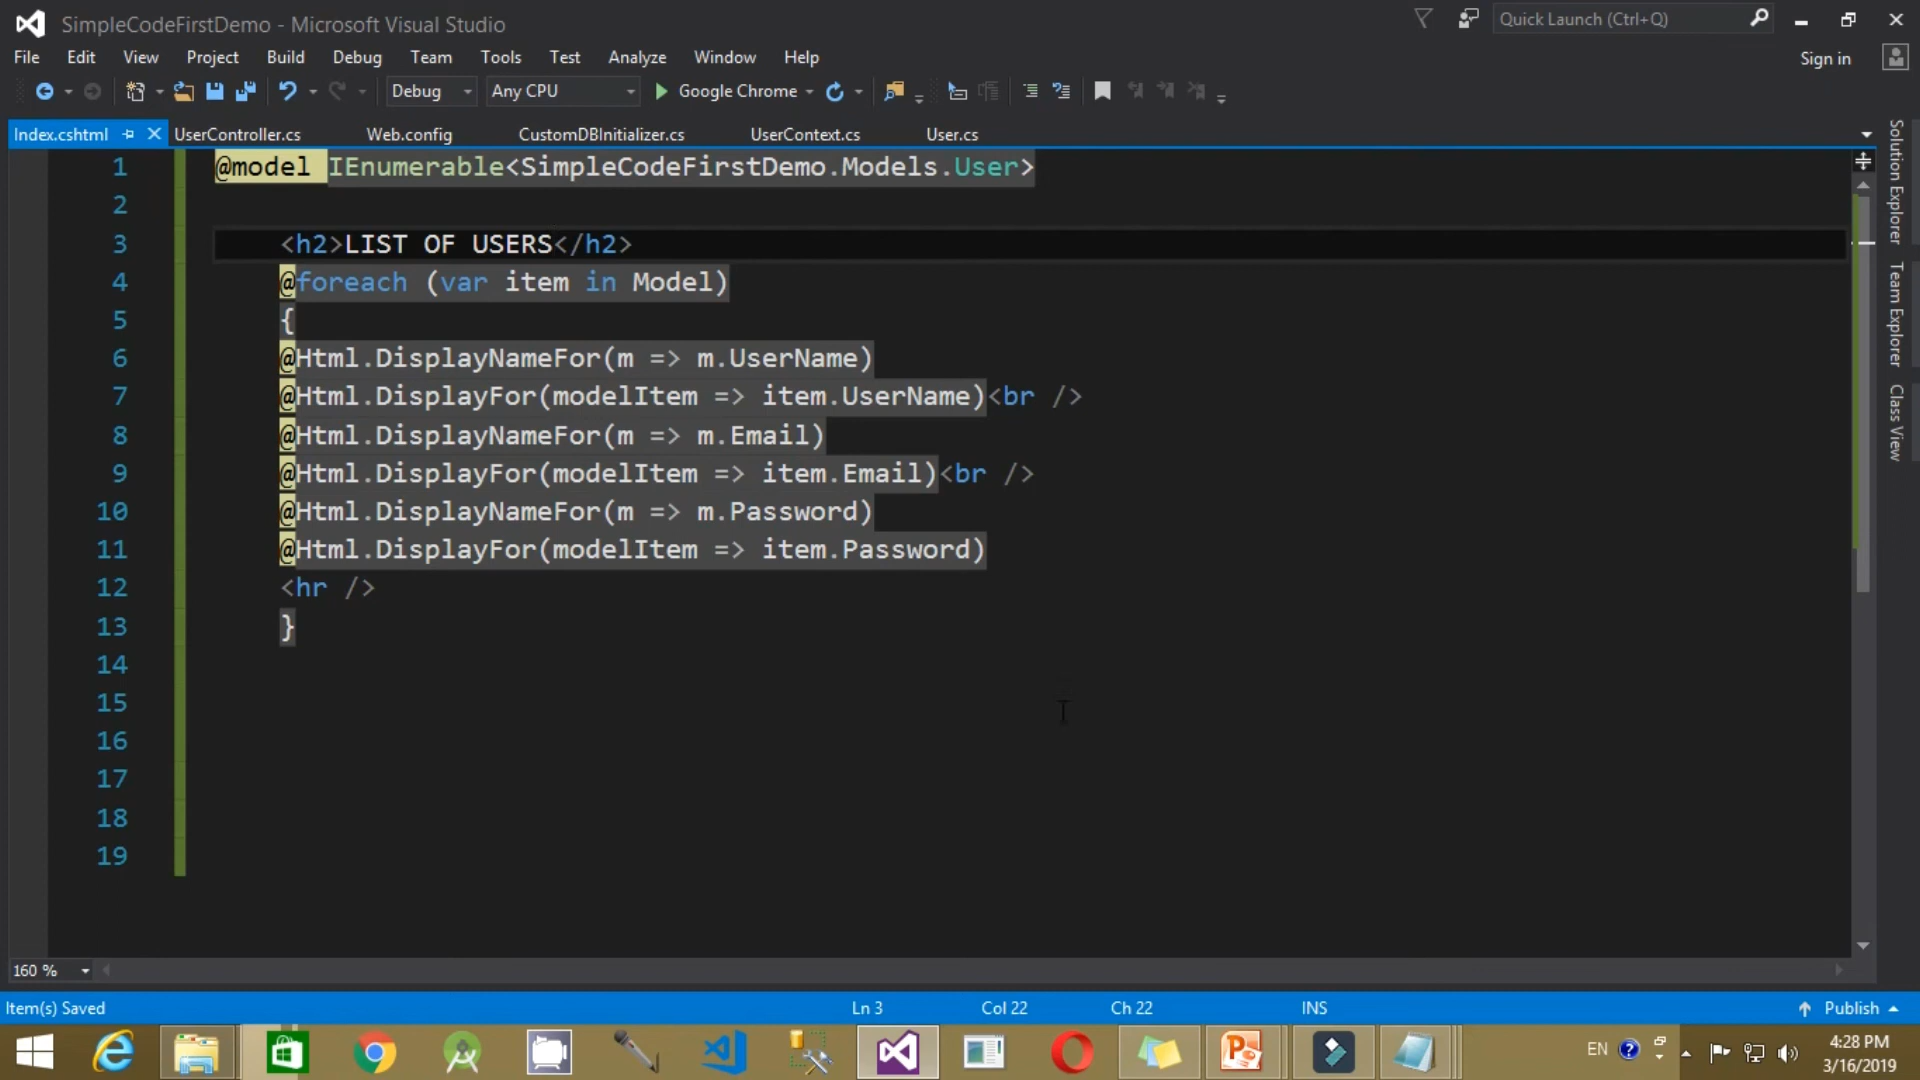 SimpleCodeFirstDemo - Microsoft Visual Studio
Quick Launch (Ctrl+Q)
File Edit View Project Build Debug Team Tools Test Analyze Window Help
Sign in
Debug Any CPU Google Chrome
Index.cshtml UserController.cs Web.config CustomDBInitializer.cs UserContext.cs User.cs
1 @model IEnumerable<SimpleCodeFirstDemo.Models.User>
2
3 <h2>LIST OF USERS</h2>
4 @foreach (var item in Model)
5 {
6 @Html.DisplayNameFor(m => m.UserName)
7 @Html.DisplayFor(modelItem => item.UserName)<br />
8 @Html.DisplayNameFor(m => m.Email)
9 @Html.DisplayFor(modelItem => item.Email)<br />
10 @Html.DisplayNameFor(m => m.Password)
11 @Html.DisplayFor(modelItem => item.Password)
12 <hr />
13 }
14
15
16
17
18
19
Solution Explorer
Team Explorer
Class View
160 %
Item(s) Saved Ln 3 Col 22 Ch 22 INS Publish
EN 4:28 PM
3/16/2019